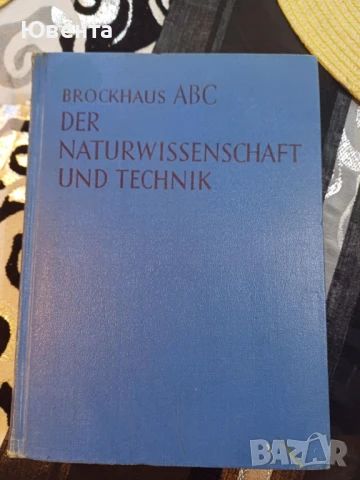 Ювента
BROCKHAUS ABC
DER
NATURWISSENSCHAFT
UND TECHNIK
BAZAR